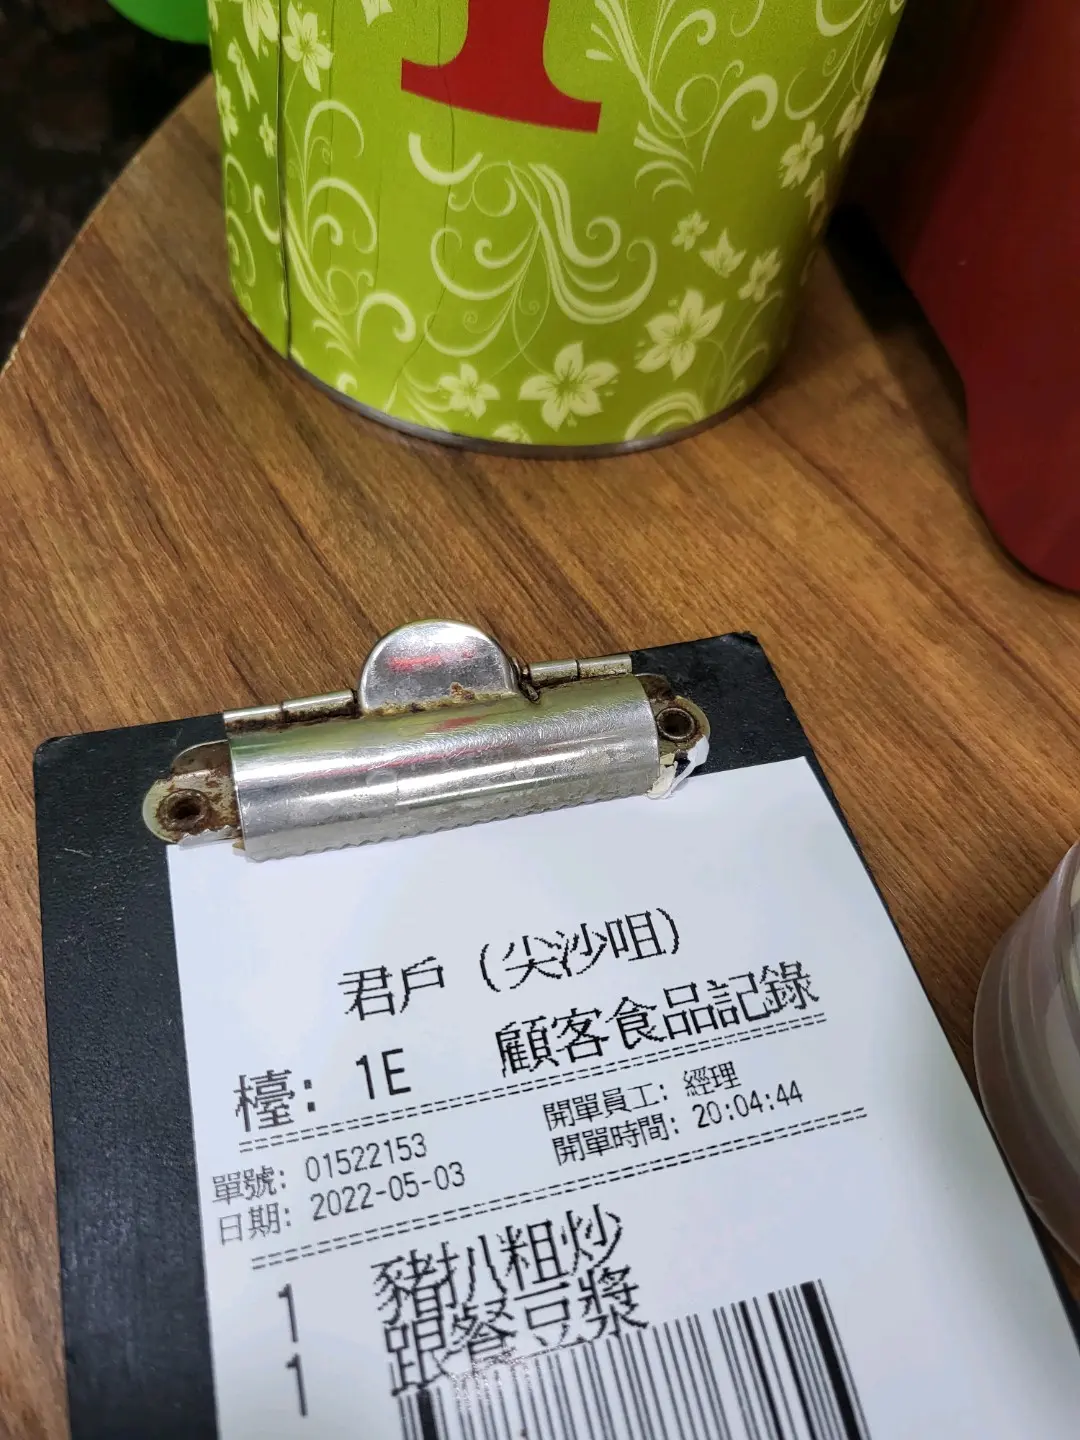 君戶（尖沙咀）
檯：1E 顧客食品記錄
單號：01522153 開單員工：經理
日期：2022-05-03 開單時間：20:04:44
1 豬扒粗炒
1 跟餐豆漿